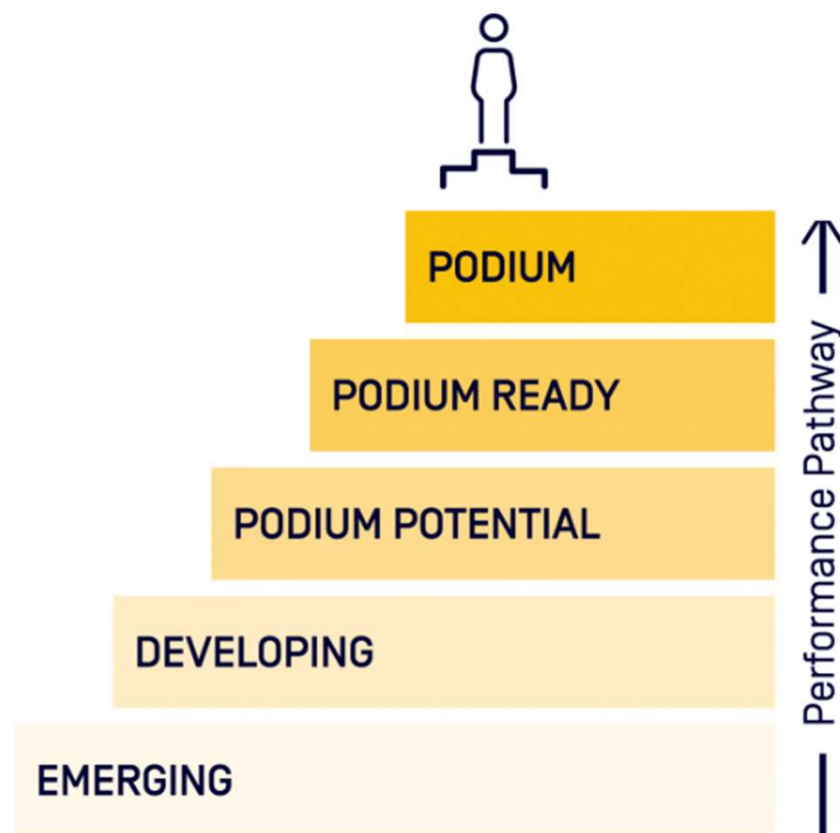 PODIUM
PODIUM READY
PODIUM POTENTIAL
DEVELOPING
EMERGING
Performance Pathway